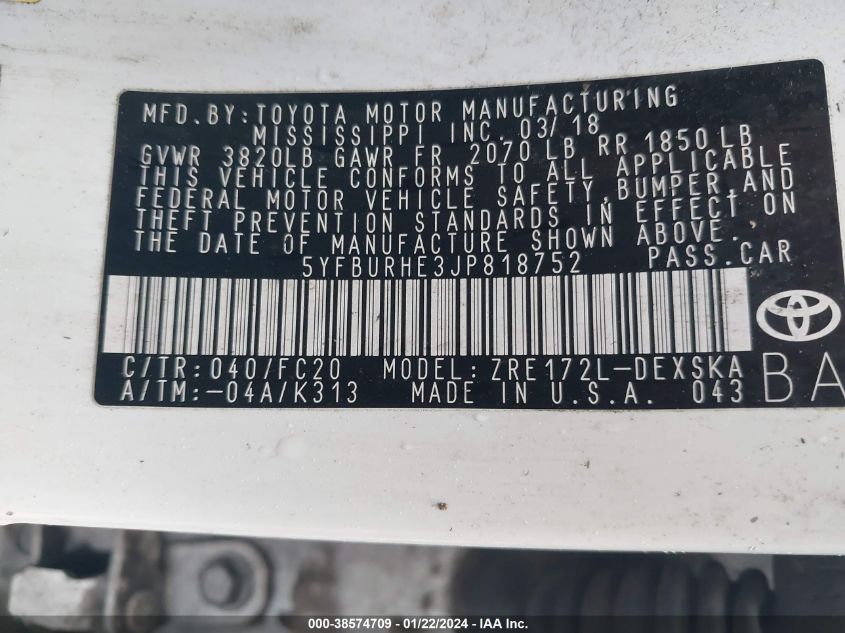 MFD.BY:TOYOTA MOTOR MANUFACTURING
MISSISSIPPI INC. 03/18
GVWR 3820LB GAWR FR 2070 LB RR 1850 LB
THIS VEHICLE CONFORMS TO ALL APPLICABLE
FEDERAL MOTOR VEHICLE SAFETY,BUMPER,AND
THEFT PREVENTION STANDARDS IN EFFECT ON
THE DATE OF MANUFACTURE SHOWN ABOVE.
5YFBURHE3JP818752 PASS.CAR
C/TR:040/FC20 MODEL: ZRE172L-DEXSKA
A/TM:-04A/K313 MADE IN U.S.A. 043
BA
000-38574709 - 01/22/2024 - IAA Inc.